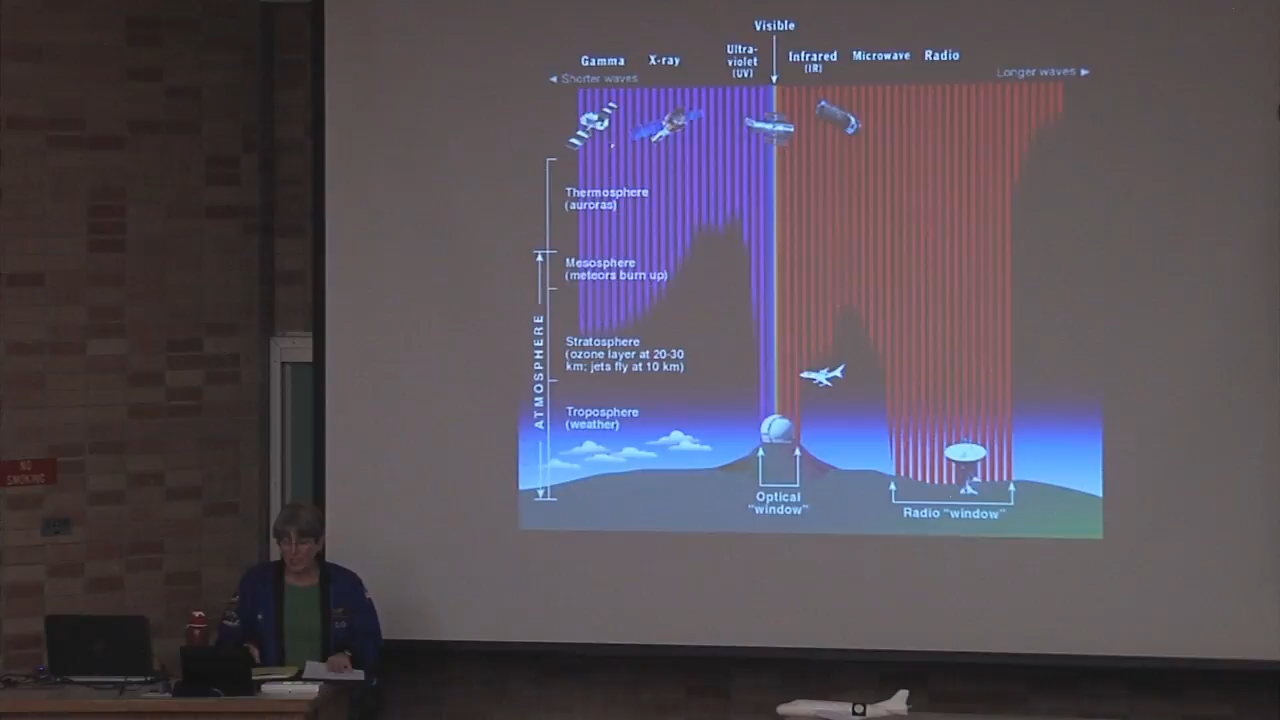 Visible
Gamma
X-ray
Ultra-
violet
(UV)
Infrared
(IR)
Microwave
Radio
Shorter waves
Longer waves
Thermosphere
(auroras)
Mesosphere
(meteors burn up)
Stratosphere
(ozone layer at 20-30
km; jets fly at 10 km)
Troposphere
(weather)
ATMOSPHERE
Optical
"window"
Radio "window"
NO
SMOKING